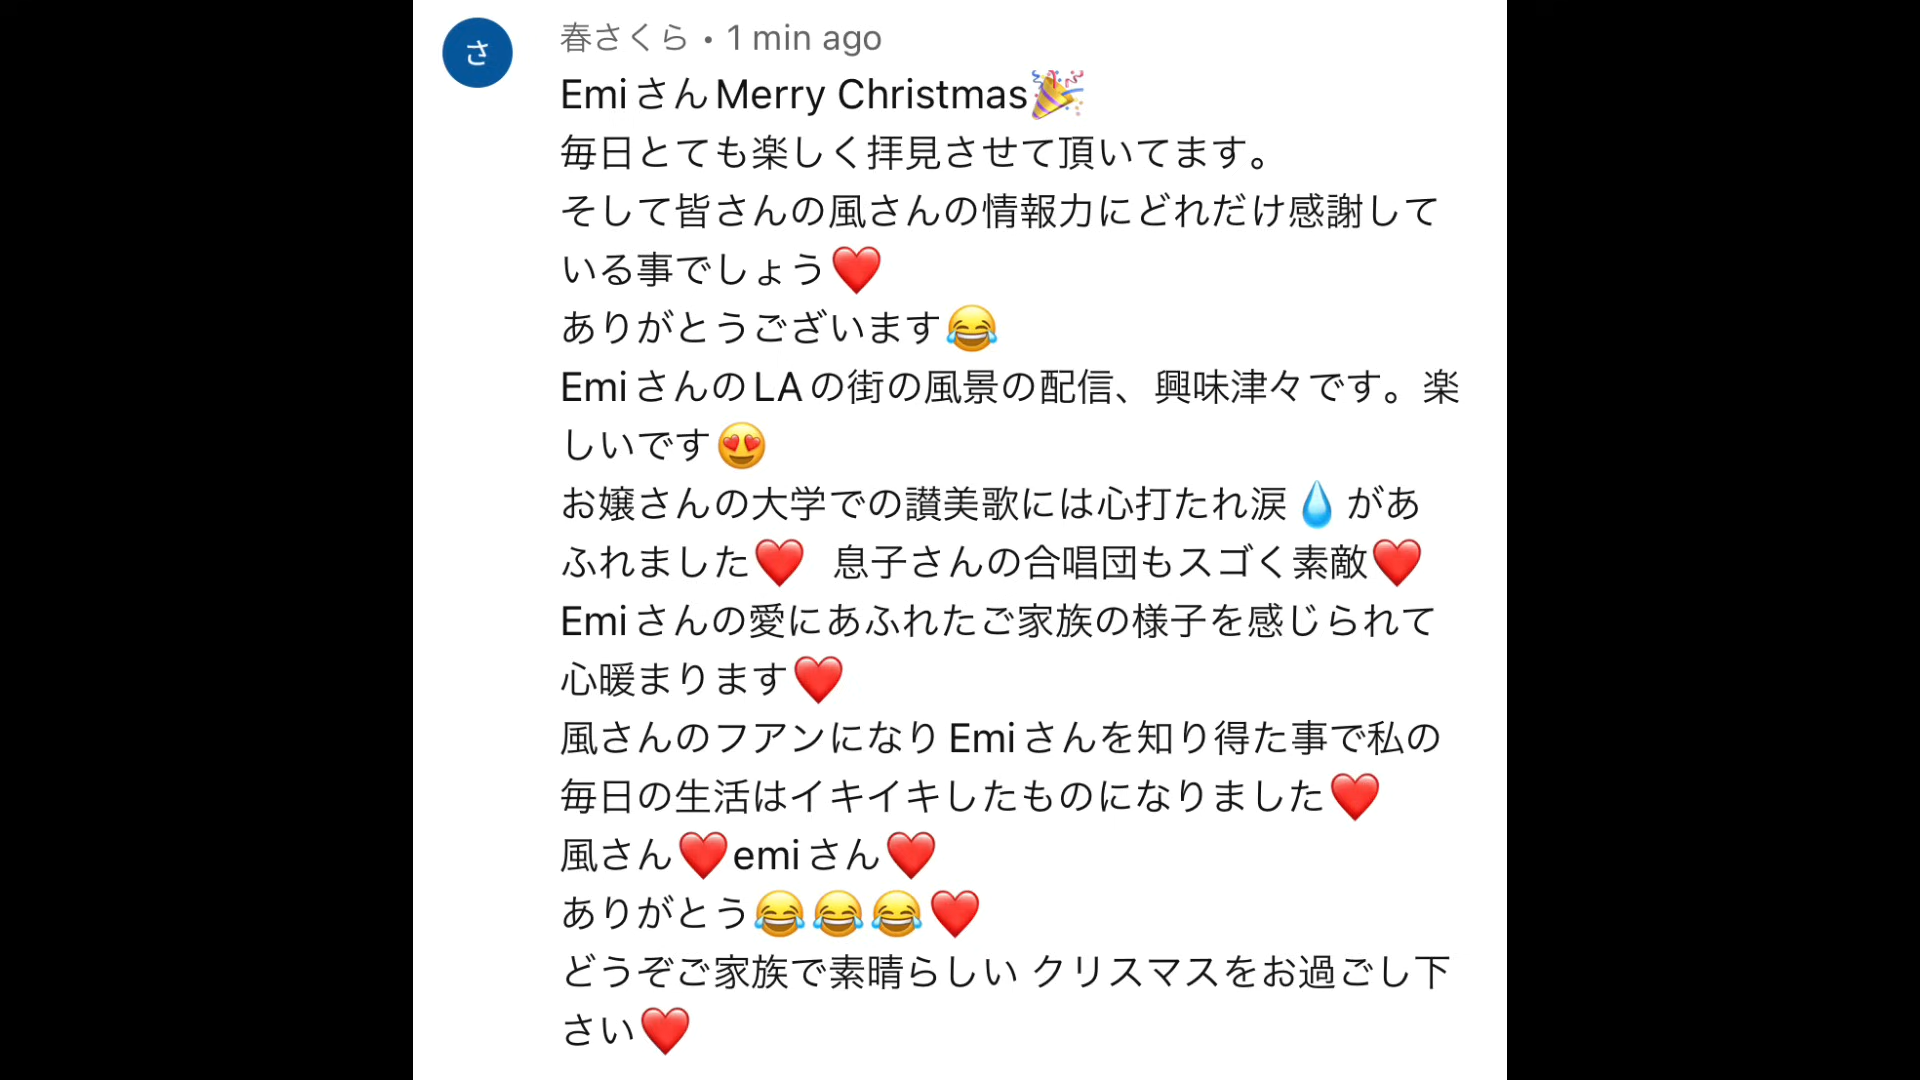 さ
春さくら • 1 min ago
EmiさんMerry Christmas🎉
毎日とても楽しく拝見させて頂いてます。
そして皆さんの風さんの情報力にどれだけ感謝して
いる事でしょう❤️
ありがとうございます😂
EmiさんのLAの街の風景の配信、興味津々です。楽
しいです😍
お嬢さんの大学での讃美歌には心打たれ涙💧があ
ふれました❤️ 息子さんの合唱団もスゴく素敵❤️
Emiさんの愛にあふれたご家族の様子を感じられて
心暖まります❤️
風さんのフアンになりEmiさんを知り得た事で私の
毎日の生活はイキイキしたものになりました❤️
風さん❤️emiさん❤️
ありがとう😂😂😂❤️
どうぞご家族で素晴らしい クリスマスをお過ごし下
さい❤️